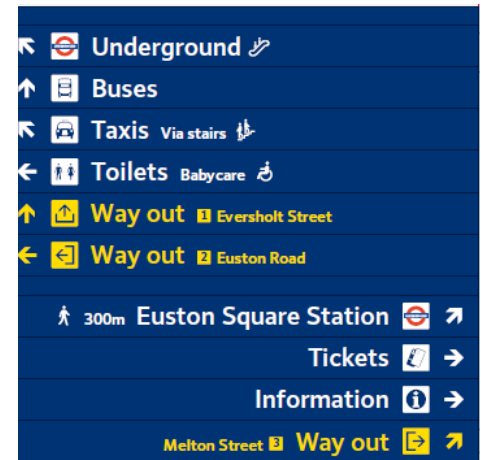 Underground
Buses
Taxis Via stairs
Toilets Babycare
Way out 1 Eversholt Street
Way out 2 Euston Road
300m Euston Square Station
Tickets
Information
Melton Street 3 Way out